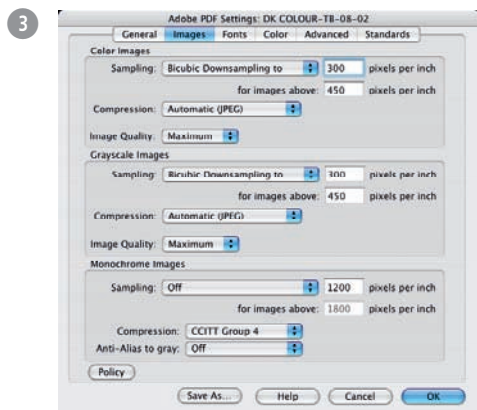 3
Adobe PDF Settings: DK COLOUR-TB-08-02
General Images Fonts Color Advanced Standards
Color Images
Sampling: Bicubic Downsampling to 300 pixels per inch
for images above: 450 pixels per inch
Compression: Automatic (JPEG)
Image Quality: Maximum
Grayscale Images
Sampling: Bicubic Downsampling to 300 pixels per inch
for images above: 450 pixels per inch
Compression: Automatic (JPEG)
Image Quality: Maximum
Monochrome Images
Sampling: Off 1200 pixels per inch
for images above: 1800 pixels per inch
Compression: CCITT Group 4
Anti-Alias to gray: Off
Policy
Save As... Help Cancel OK